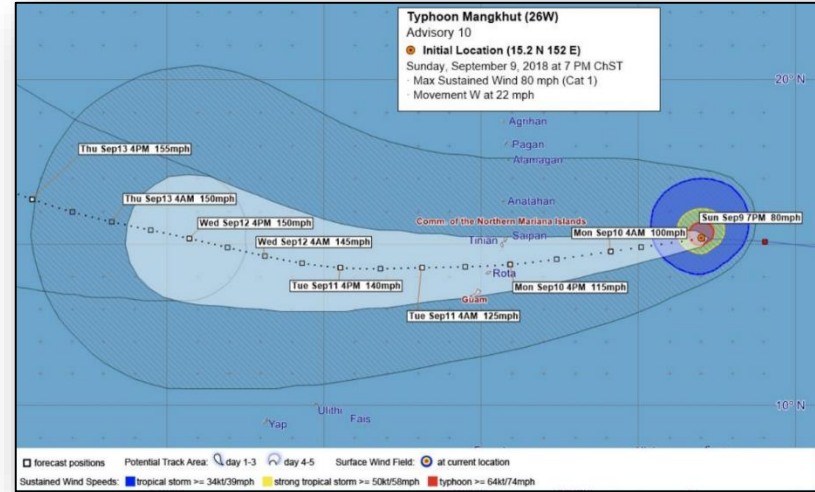 Typhoon Mangkhut (26W)
Advisory 10
Initial Location (15.2 N 152 E)
Sunday, September 9, 2018 at 7 PM ChST
· Max Sustained Wind 80 mph (Cat 1)
· Movement W at 22 mph
20° N
Agrihan
Pagan
Alamagan
Thu Sep13 4PM 155mph
Thu Sep13 4AM 150mph
Anatahan
Wed Sep12 4PM 150mph
Comm. of the Northern Mariana Islands
Sun Sep9 7PM 80mph
Mon Sep10 4AM 100mph
Saipan
Wed Sep12 4AM 145mph
Tinian
Rota
Tue Sep11 4PM 140mph
Mon Sep10 4PM 115mph
Guam
Tue Sep11 4AM 125mph
10° N
Ulithi
Fais
Yap
forecast positions Potential Track Area: day 1-3 day 4-5 Surface Wind Field: at current location
Sustained Wind Speeds: tropical storm >= 34kt/39mph strong tropical storm >= 50kt/58mph typhoon >= 64kt/74mph